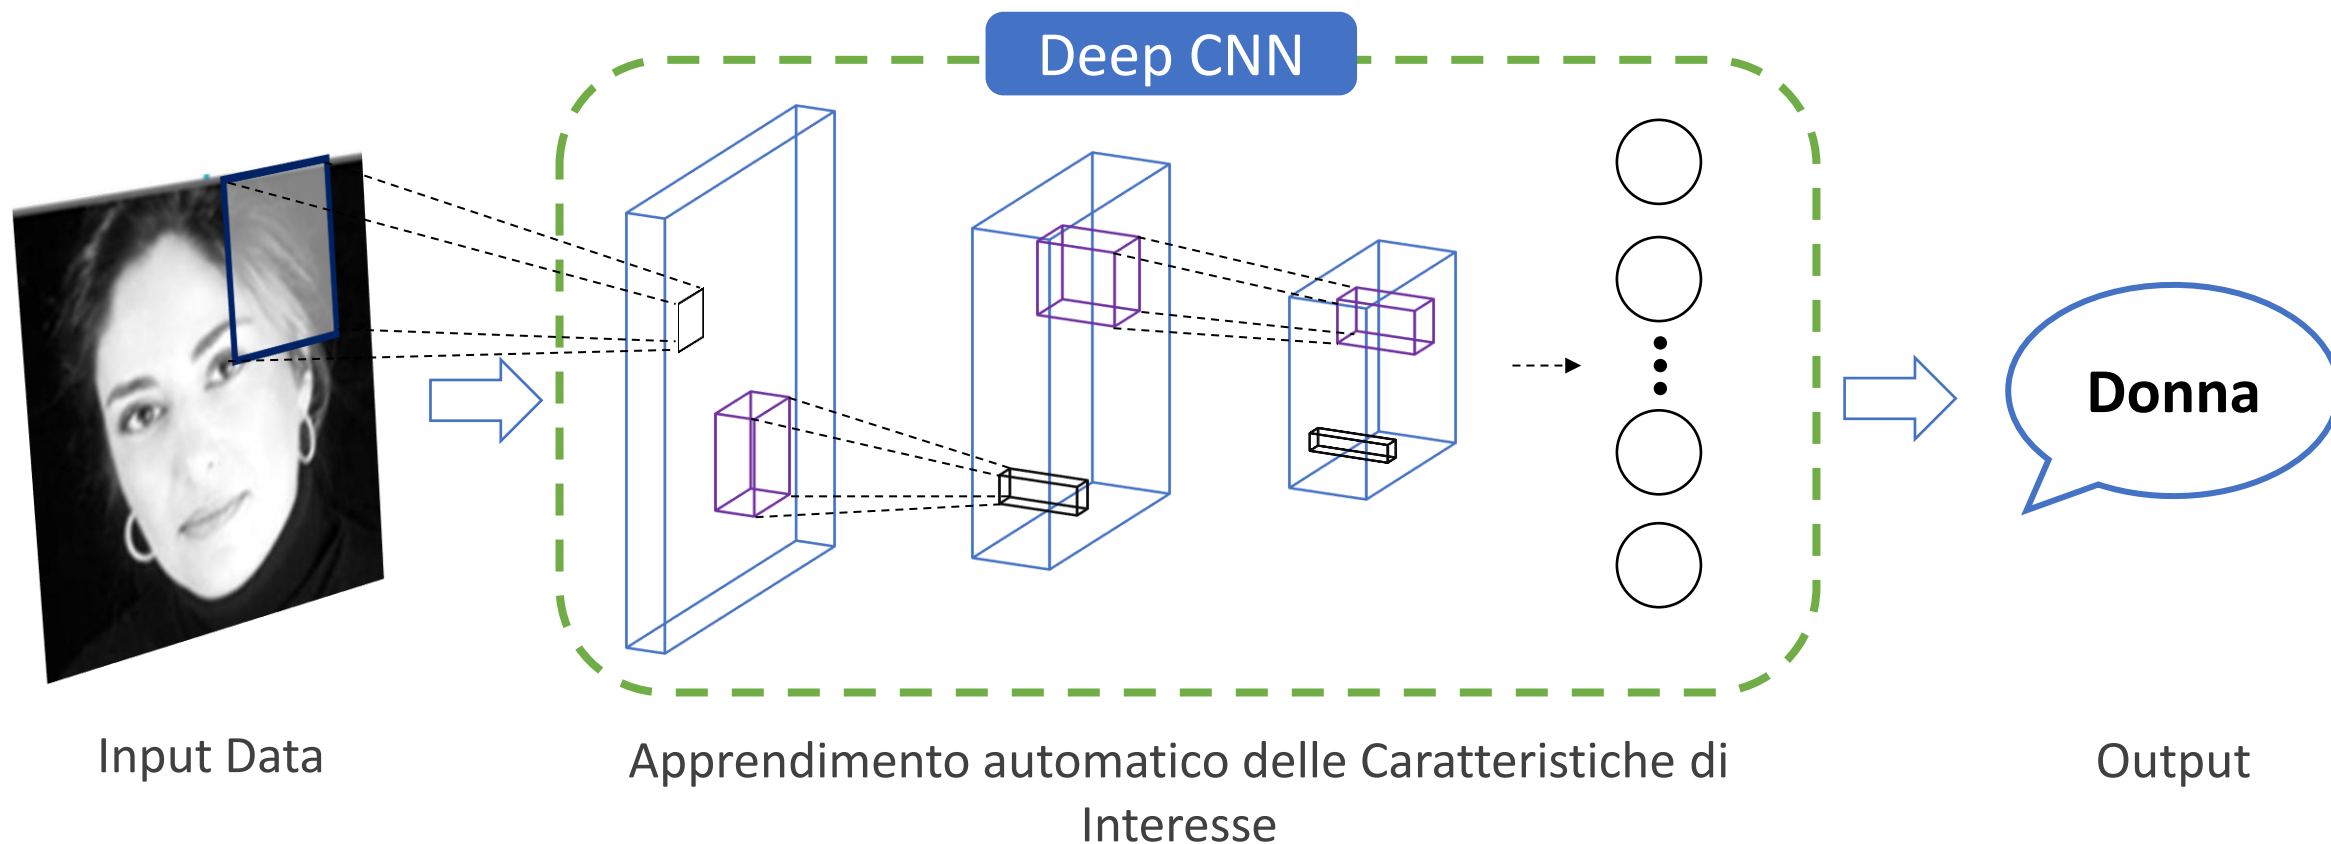 Deep CNN
Donna
Input Data
Apprendimento automatico delle Caratteristiche di
Interesse
Output